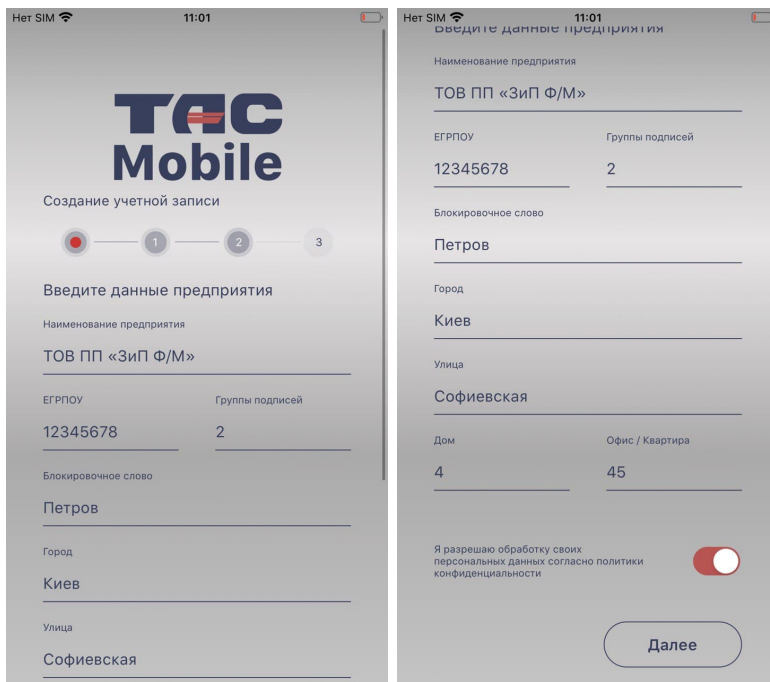 Нет SIM 11:01
ТАС
Mobile
Создание учетной записи
1 2 3
Введите данные предприятия
Наименование предприятия
ТОВ ПП «ЗиП Ф/М»
ЕГРПОУ Группы подписей
12345678 2
Блокировочное слово
Петров
Город
Киев
Улица
Софиевская
Нет SIM 11:01
Введите данные предприятия
Наименование предприятия
ТОВ ПП «ЗиП Ф/М»
ЕГРПОУ Группы подписей
12345678 2
Блокировочное слово
Петров
Город
Киев
Улица
Софиевская
Дом Офис / Квартира
4 45
Я разрешаю обработку своих
персональных данных согласно политики
конфиденциальности
Далее